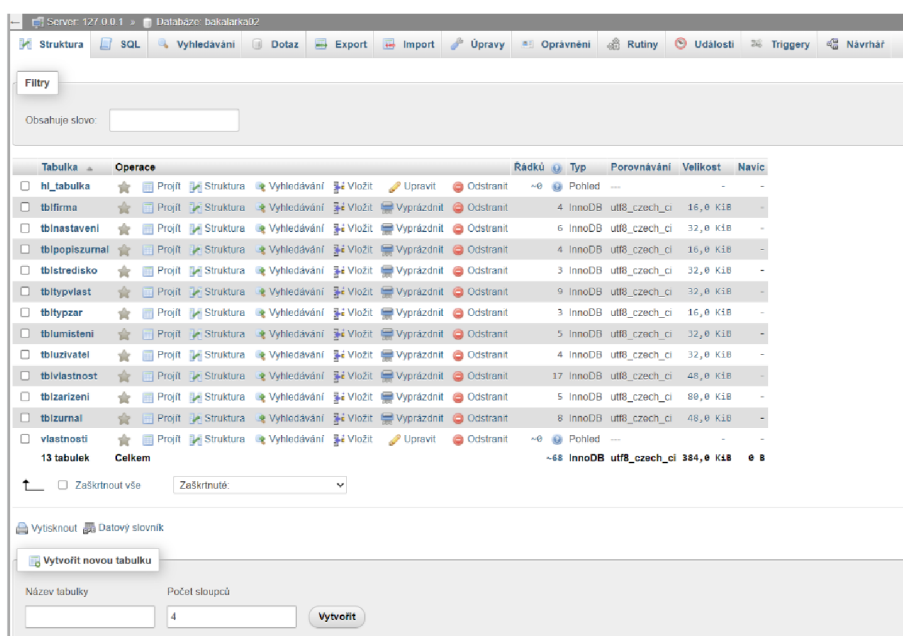 Server: 127.0.0.1 » Databáze: bakalarka02
Struktura SQL Vyhledávání Dotaz Export Import Úpravy Oprávnění Rutiny Události Triggery Návrhář
Filtry
Obsahuje slovo:
Tabulka Operace Řádků Typ Porovnávání Velikost Navíc
hl_tabulka Projít Struktura Vyhledávání Vložit Upravit Odstranit ~0 Pohled --- - -
tblfirma Projít Struktura Vyhledávání Vložit Vyprázdnit Odstranit 4 InnoDB utf8_czech_ci 16,0 KiB -
tblnastaveni Projít Struktura Vyhledávání Vložit Vyprázdnit Odstranit 6 InnoDB utf8_czech_ci 32,0 KiB -
tblpopiszurnal Projít Struktura Vyhledávání Vložit Vyprázdnit Odstranit 4 InnoDB utf8_czech_ci 16,0 KiB -
tblstredisko Projít Struktura Vyhledávání Vložit Vyprázdnit Odstranit 3 InnoDB utf8_czech_ci 32,0 KiB -
tbltypvlast Projít Struktura Vyhledávání Vložit Vyprázdnit Odstranit 9 InnoDB utf8_czech_ci 32,0 KiB -
tbltypzar Projít Struktura Vyhledávání Vložit Vyprázdnit Odstranit 3 InnoDB utf8_czech_ci 16,0 KiB -
tblumisteni Projít Struktura Vyhledávání Vložit Vyprázdnit Odstranit 5 InnoDB utf8_czech_ci 32,0 KiB -
tbluzivatel Projít Struktura Vyhledávání Vložit Vyprázdnit Odstranit 4 InnoDB utf8_czech_ci 32,0 KiB -
tblvlastnost Projít Struktura Vyhledávání Vložit Vyprázdnit Odstranit 17 InnoDB utf8_czech_ci 48,0 KiB -
tblzarizeni Projít Struktura Vyhledávání Vložit Vyprázdnit Odstranit 5 InnoDB utf8_czech_ci 80,0 KiB -
tblzurnal Projít Struktura Vyhledávání Vložit Vyprázdnit Odstranit 8 InnoDB utf8_czech_ci 48,0 KiB -
vlastnosti Projít Struktura Vyhledávání Vložit Upravit Odstranit ~0 Pohled --- - -
13 tabulek Celkem ~68 InnoDB utf8_czech_ci 384,0 KiB 0 B
Zaškrtnout vše Zaškrtnuté:
Vytisknout Datový slovník
Vytvořit novou tabulku
Název tabulky Počet sloupců
4 Vytvořit